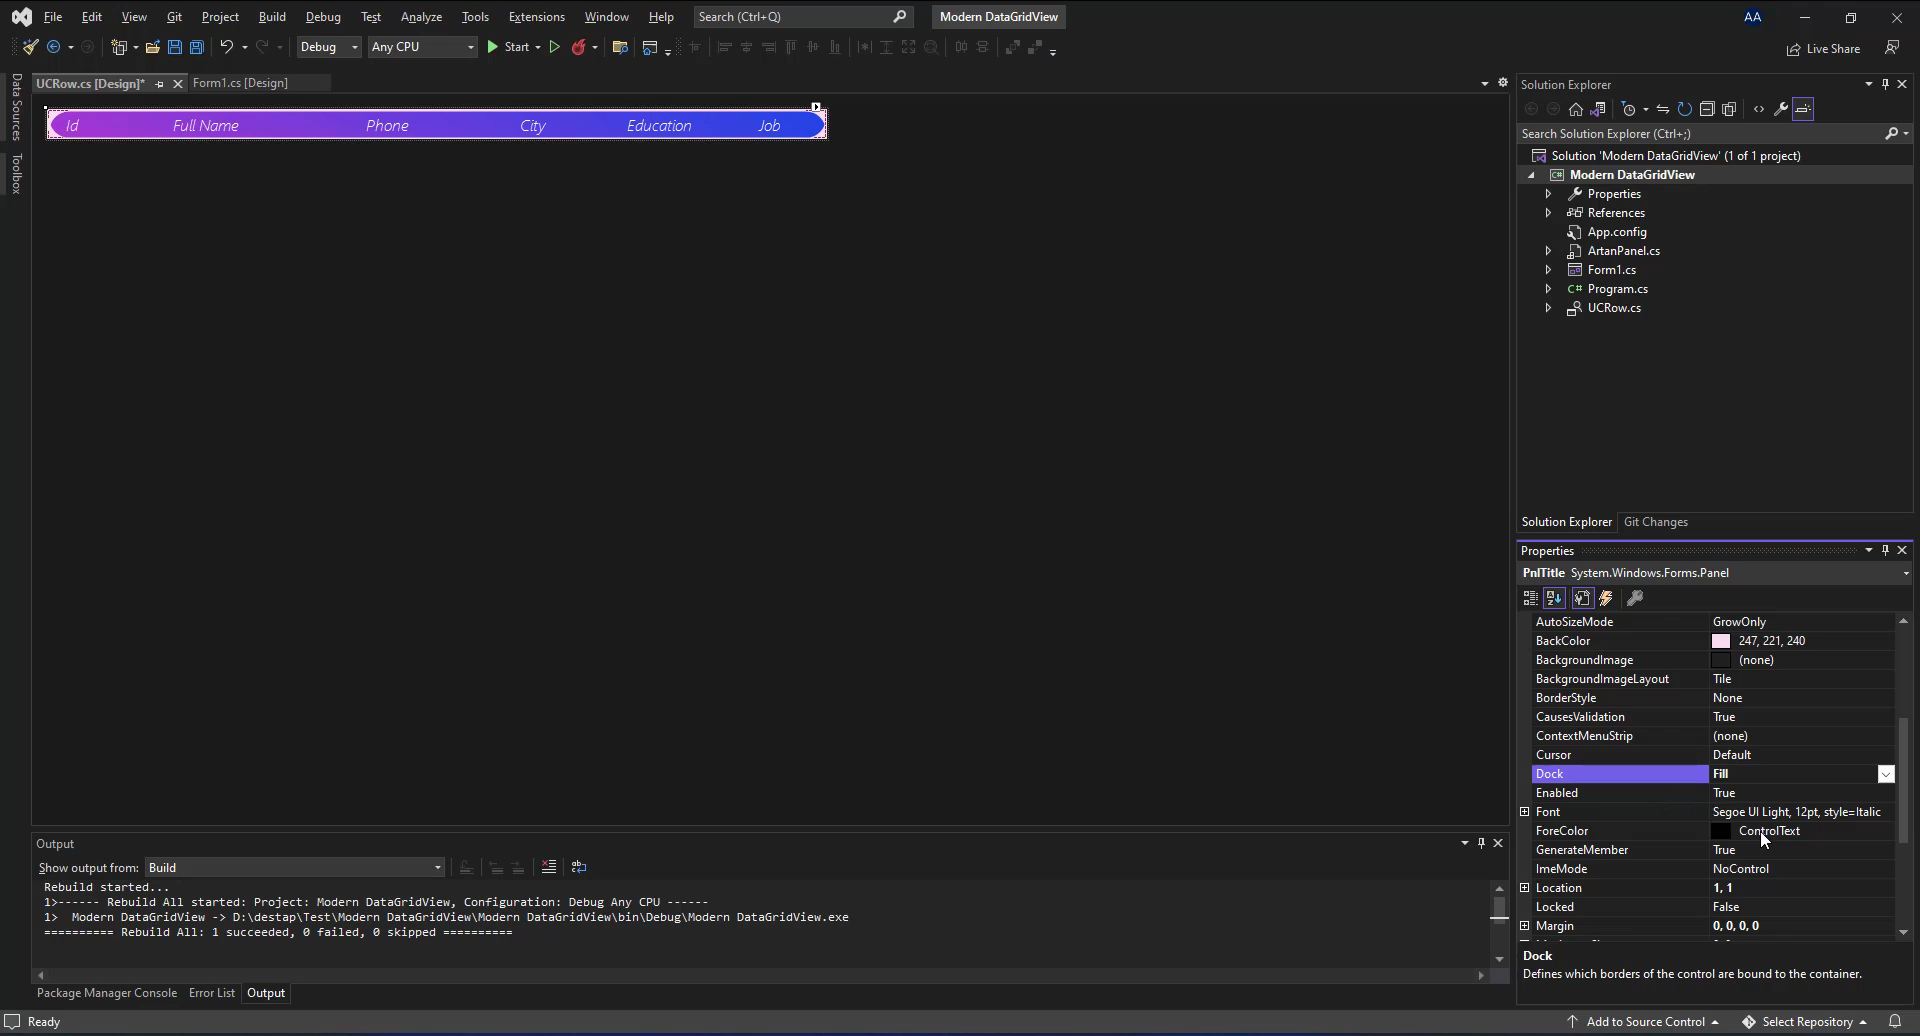 File Edit View Git Project Build Debug Test Analyze Tools Extensions Window Help Search (Ctrl+Q) Modern DataGridView AA
Debug Any CPU Start Live Share
UCRow.cs [Design]* Form1.cs [Design]
Data Sources
Toolbox
Id Full Name Phone City Education Job
Solution Explorer
Search Solution Explorer (Ctrl+;)
Solution 'Modern DataGridView' (1 of 1 project)
C# Modern DataGridView
Properties
References
App.config
ArtanPanel.cs
Form1.cs
C# Program.cs
UCRow.cs
Solution Explorer Git Changes
Properties
PnlTitle System.Windows.Forms.Panel
AutoSizeMode GrowOnly
BackColor 247, 221, 240
BackgroundImage (none)
BackgroundImageLayout Tile
BorderStyle None
CausesValidation True
ContextMenuStrip (none)
Cursor Default
Dock Fill
Enabled True
Font Segoe UI Light, 12pt, style=Italic
ForeColor ControlText
GenerateMember True
ImeMode NoControl
Location 1, 1
Locked False
Margin 0, 0, 0, 0
Dock
Defines which borders of the control are bound to the container.
Output
Show output from: Build
Rebuild started...
1>------ Rebuild All started: Project: Modern DataGridView, Configuration: Debug Any CPU ------
1>  Modern DataGridView -> D:\destap\Test\Modern DataGridView\Modern DataGridView\bin\Debug\Modern DataGridView.exe
========== Rebuild All: 1 succeeded, 0 failed, 0 skipped ==========
Package Manager Console Error List Output
Ready Add to Source Control Select Repository